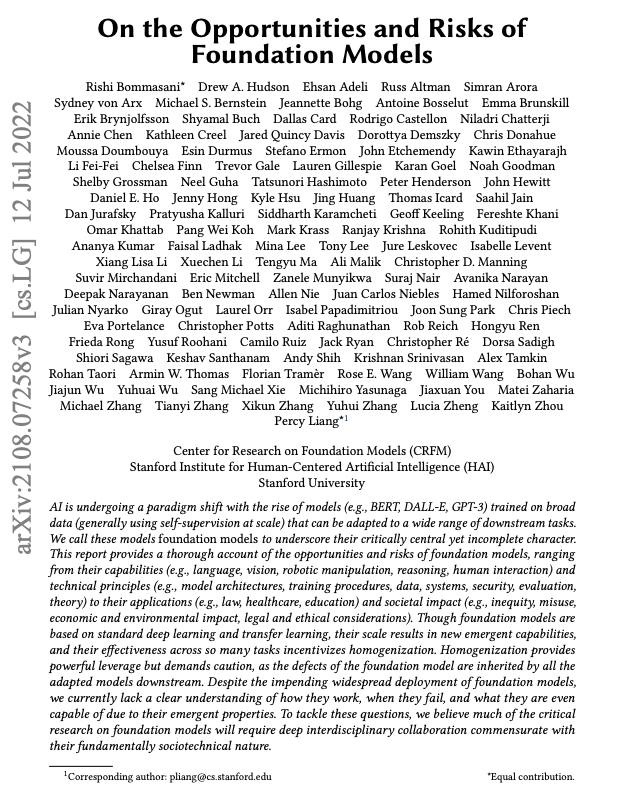 On the Opportunities and Risks of
Foundation Models
Rishi Bommasani* Drew A. Hudson Ehsan Adeli Russ Altman Simran Arora
Sydney von Arx Michael S. Bernstein Jeannette Bohg Antoine Bosselut Emma Brunskill
Erik Brynjolfsson Shyamal Buch Dallas Card Rodrigo Castellon Niladri Chatterji
Annie Chen Kathleen Creel Jared Quincy Davis Dorottya Demszky Chris Donahue
Moussa Doumbouya Esin Durmus Stefano Ermon John Etchemendy Kawin Ethayarajh
Li Fei-Fei Chelsea Finn Trevor Gale Lauren Gillespie Karan Goel Noah Goodman
Shelby Grossman Neel Guha Tatsunori Hashimoto Peter Henderson John Hewitt
Daniel E. Ho Jenny Hong Kyle Hsu Jing Huang Thomas Icard Saahil Jain
Dan Jurafsky Pratyusha Kalluri Siddharth Karamcheti Geoff Keeling Fereshte Khani
Omar Khattab Pang Wei Koh Mark Krass Ranjay Krishna Rohith Kuditipudi
Ananya Kumar Faisal Ladhak Mina Lee Tony Lee Jure Leskovec Isabelle Levent
Xiang Lisa Li Xuechen Li Tengyu Ma Ali Malik Christopher D. Manning
Suvir Mirchandani Eric Mitchell Zanele Munyikwa Suraj Nair Avanika Narayan
Deepak Narayanan Ben Newman Allen Nie Juan Carlos Niebles Hamed Nilforoshan
Julian Nyarko Giray Ogut Laurel Orr Isabel Papadimitriou Joon Sung Park Chris Piech
Eva Portelance Christopher Potts Aditi Raghunathan Rob Reich Hongyu Ren
Frieda Rong Yusuf Roohani Camilo Ruiz Jack Ryan Christopher Ré Dorsa Sadigh
Shiori Sagawa Keshav Santhanam Andy Shih Krishnan Srinivasan Alex Tamkin
Rohan Taori Armin W. Thomas Florian Tramèr Rose E. Wang William Wang Bohan Wu
Jiajun Wu Yuhuai Wu Sang Michael Xie Michihiro Yasunaga Jiaxuan You Matei Zaharia
Michael Zhang Tianyi Zhang Xikun Zhang Yuhui Zhang Lucia Zheng Kaitlyn Zhou
Percy Liang*1
Center for Research on Foundation Models (CRFM)
Stanford Institute for Human-Centered Artificial Intelligence (HAI)
Stanford University
AI is undergoing a paradigm shift with the rise of models (e.g., BERT, DALL-E, GPT-3) trained on broad
data (generally using self-supervision at scale) that can be adapted to a wide range of downstream tasks.
We call these models foundation models to underscore their critically central yet incomplete character.
This report provides a thorough account of the opportunities and risks of foundation models, ranging
from their capabilities (e.g., language, vision, robotic manipulation, reasoning, human interaction) and
technical principles (e.g., model architectures, training procedures, data, systems, security, evaluation,
theory) to their applications (e.g., law, healthcare, education) and societal impact (e.g., inequity, misuse,
economic and environmental impact, legal and ethical considerations). Though foundation models are
based on standard deep learning and transfer learning, their scale results in new emergent capabilities,
and their effectiveness across so many tasks incentivizes homogenization. Homogenization provides
powerful leverage but demands caution, as the defects of the foundation model are inherited by all the
adapted models downstream. Despite the impending widespread deployment of foundation models,
we currently lack a clear understanding of how they work, when they fail, and what they are even
capable of due to their emergent properties. To tackle these questions, we believe much of the critical
research on foundation models will require deep interdisciplinary collaboration commensurate with
their fundamentally sociotechnical nature.
1Corresponding author: pliang@cs.stanford.edu
*Equal contribution.
arXiv:2108.07258v3 [cs.LG] 12 Jul 2022